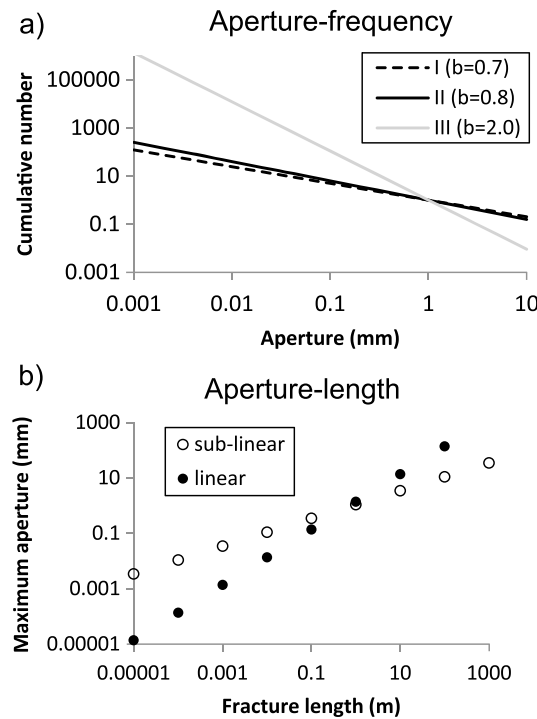 a)
Aperture-frequency
100000
1000
10
0.1
0.001
Cumulative number
I (b=0.7)
II (b=0.8)
III (b=2.0)
0.001 0.01 0.1 1 10
Aperture (mm)
b)
Aperture-length
1000
10
0.1
0.001
0.00001
Maximum aperture (mm)
sub-linear
linear
0.00001 0.001 0.1 10 1000
Fracture length (m)